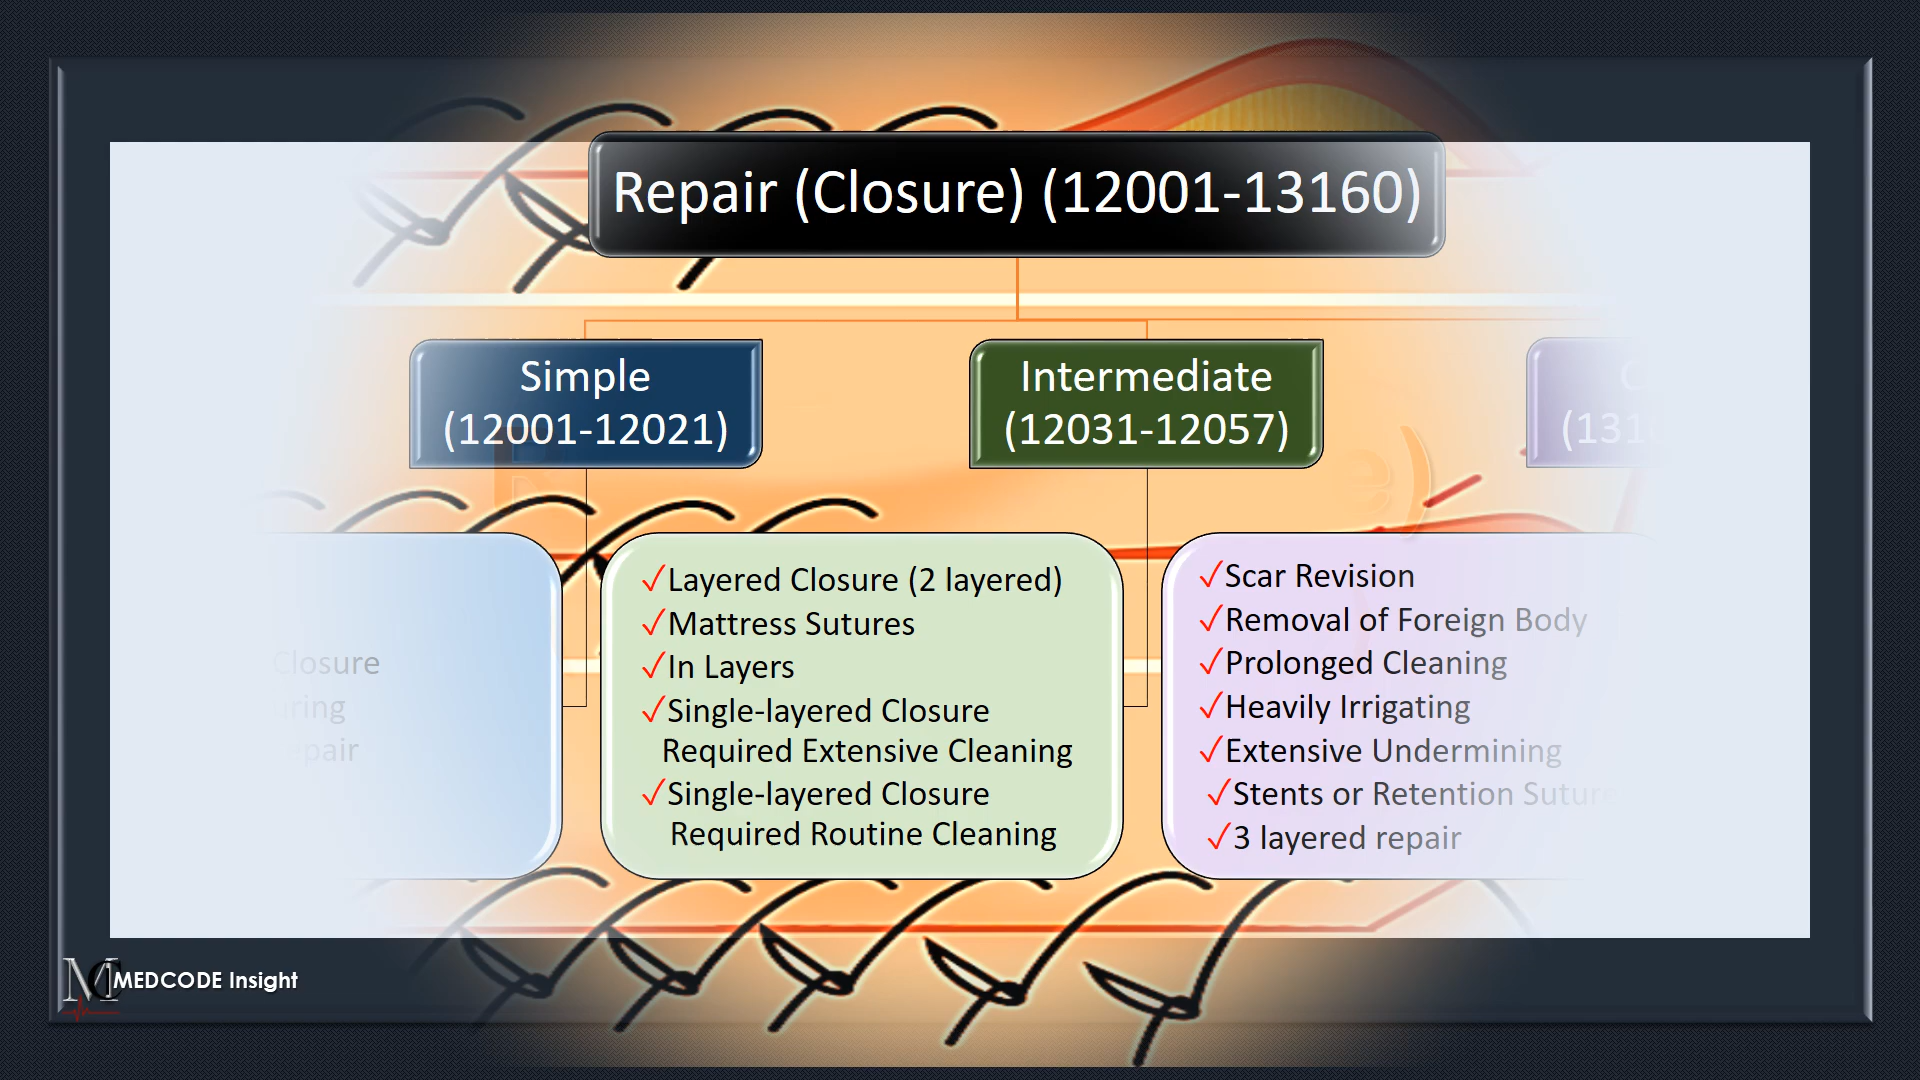 Repair (Closure) (12001-13160)
Simple
(12001-12021)
Intermediate
(12031-12057)
Closure
✓Layered Closure (2 layered)
✓Mattress Sutures
✓In Layers
✓Single-layered Closure
Required Extensive Cleaning
✓Single-layered Closure
Required Routine Cleaning
✓Scar Revision
✓Removal of Foreign Body
✓Prolonged Cleaning
✓Heavily Irrigating
✓Extensive Undermining
✓Stents or Retention
✓3 layered repair
MC MEDCODE Insight